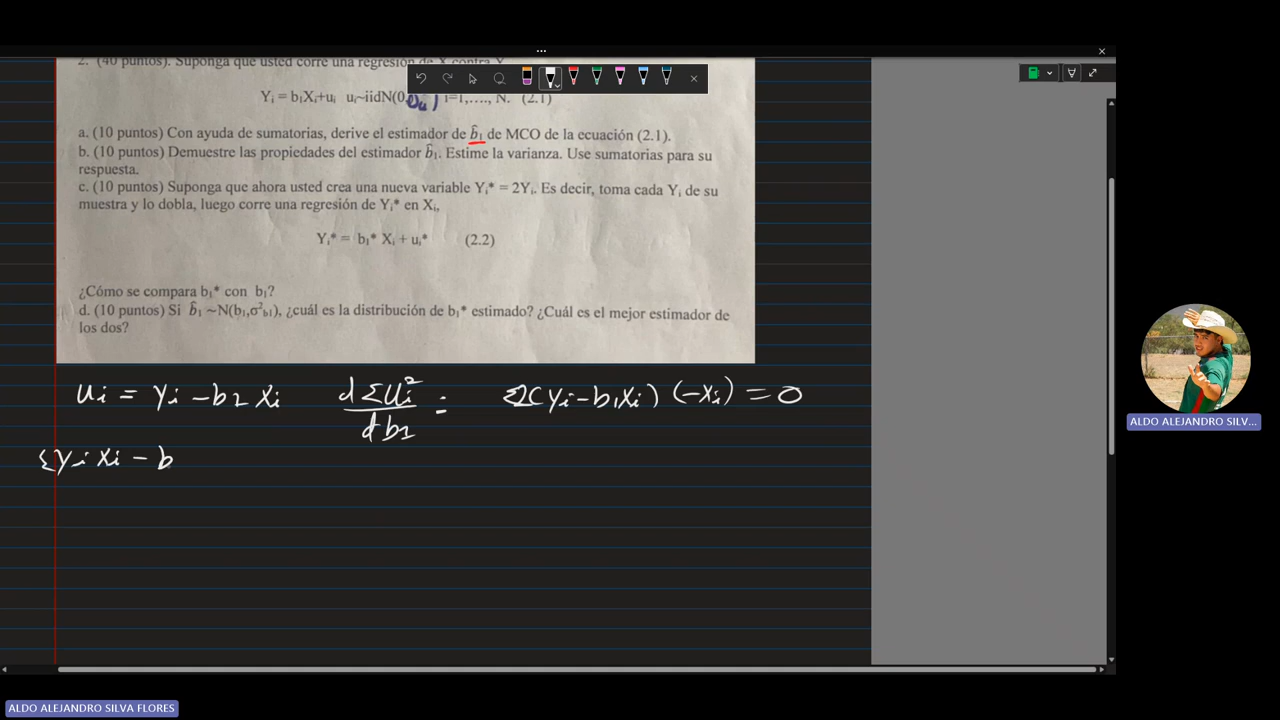 2. (40 puntos). Suponga que usted corre una regresión de X contra Y
Yᵢ = b₁Xᵢ+uᵢ uᵢ~iidN(0, σᵤ) i=1,…., N. (2.1)
a. (10 puntos) Con ayuda de sumatorias, derive el estimador de b̂₁ de MCO de la ecuación (2.1).
b. (10 puntos) Demuestre las propiedades del estimador b̂₁. Estime la varianza. Use sumatorias para su
respuesta.
c. (10 puntos) Suponga que ahora usted crea una nueva variable Yᵢ* = 2Yᵢ. Es decir, toma cada Yᵢ de su
muestra y lo dobla, luego corre una regresión de Yᵢ* en Xᵢ,
Yᵢ* = b₁* Xᵢ + uᵢ* (2.2)
¿Cómo se compara b₁* con b₁?
d. (10 puntos) Si b̂₁ ~N(b₁,σ²b1), ¿cuál es la distribución de b₁* estimado? ¿Cuál es el mejor estimador de
los dos?
uᵢ = yᵢ − b₁ xᵢ dΣuᵢ²/db₁ = Σ(yᵢ − b₁xᵢ)(−xᵢ) = 0
Σyᵢ xᵢ − b
ALDO ALEJANDRO SILV...
ALDO ALEJANDRO SILVA FLORES